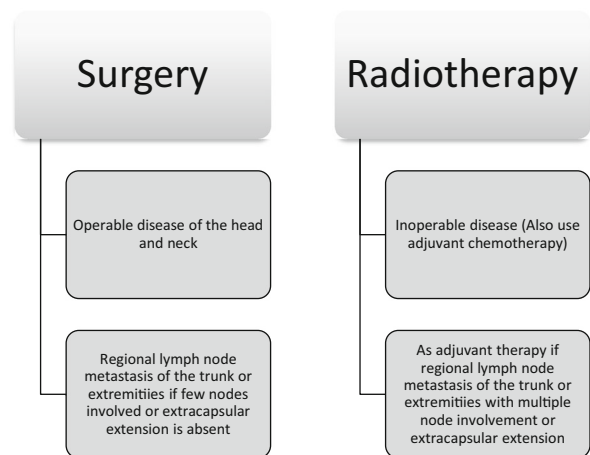 Surgery
Operable disease of the head
and neck
Regional lymph node
metastasis of the trunk or
extremitiies if few nodes
involved or extracapsular
extension is absent
Radiotherapy
Inoperable disease (Also use
adjuvant chemotherapy)
As adjuvant therapy if
regional lymph node
metastasis of the trunk or
extremitiies with multiple
node involvement or
extracapsular extension